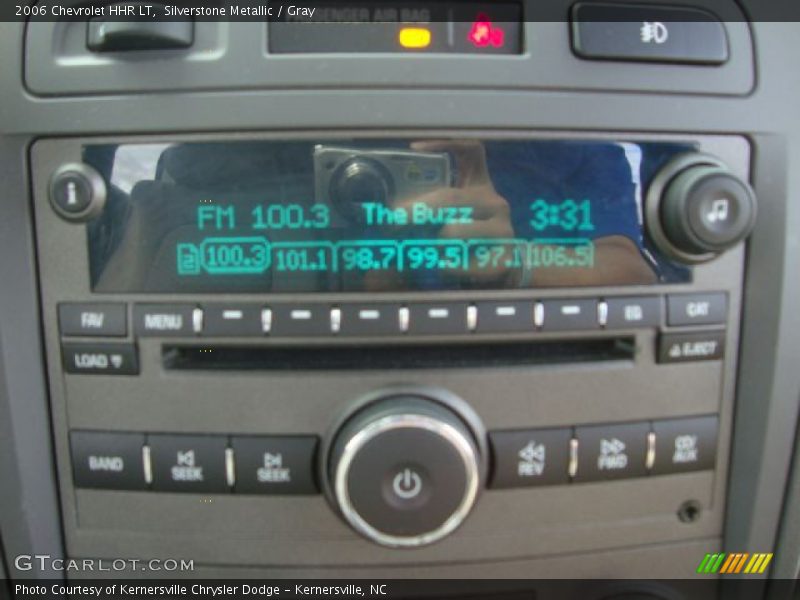 2006 Chevrolet HHR LT, Silverstone Metallic / Gray
PASSENGER AIR BAG
i
FM 100.3 The Buzz 3:31
100.3 101.1 98.7 99.5 97.1 106.5
FAV MENU EQ CAT
LOAD EJECT
BAND SEEK SEEK REV FWD CD/AUX
GTCARLOT.COM
Photo Courtesy of Kernersville Chrysler Dodge - Kernersville, NC